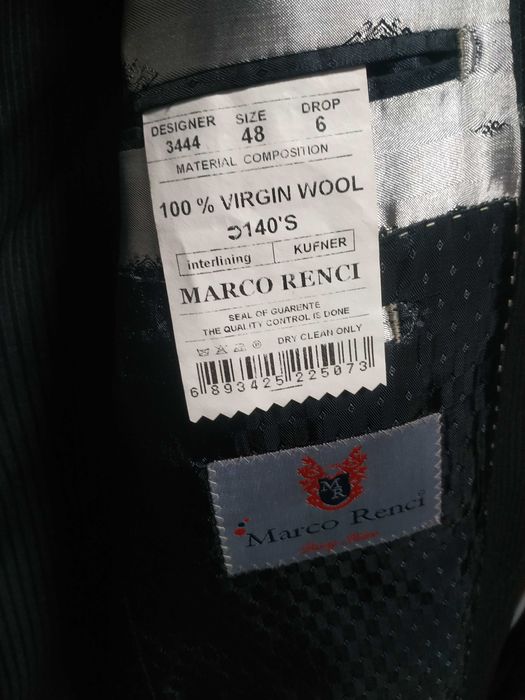 DESIGNER SIZE DROP
3444 48 6
MATERIAL COMPOSITION
100 % VIRGIN WOOL
140'S
interlining KUFNER
MARCO RENCI
SEAL OF GUARENTE
THE QUALITY CONTROL IS DONE
DRY CLEAN ONLY
6 893425 225073
MR
Marco Renci